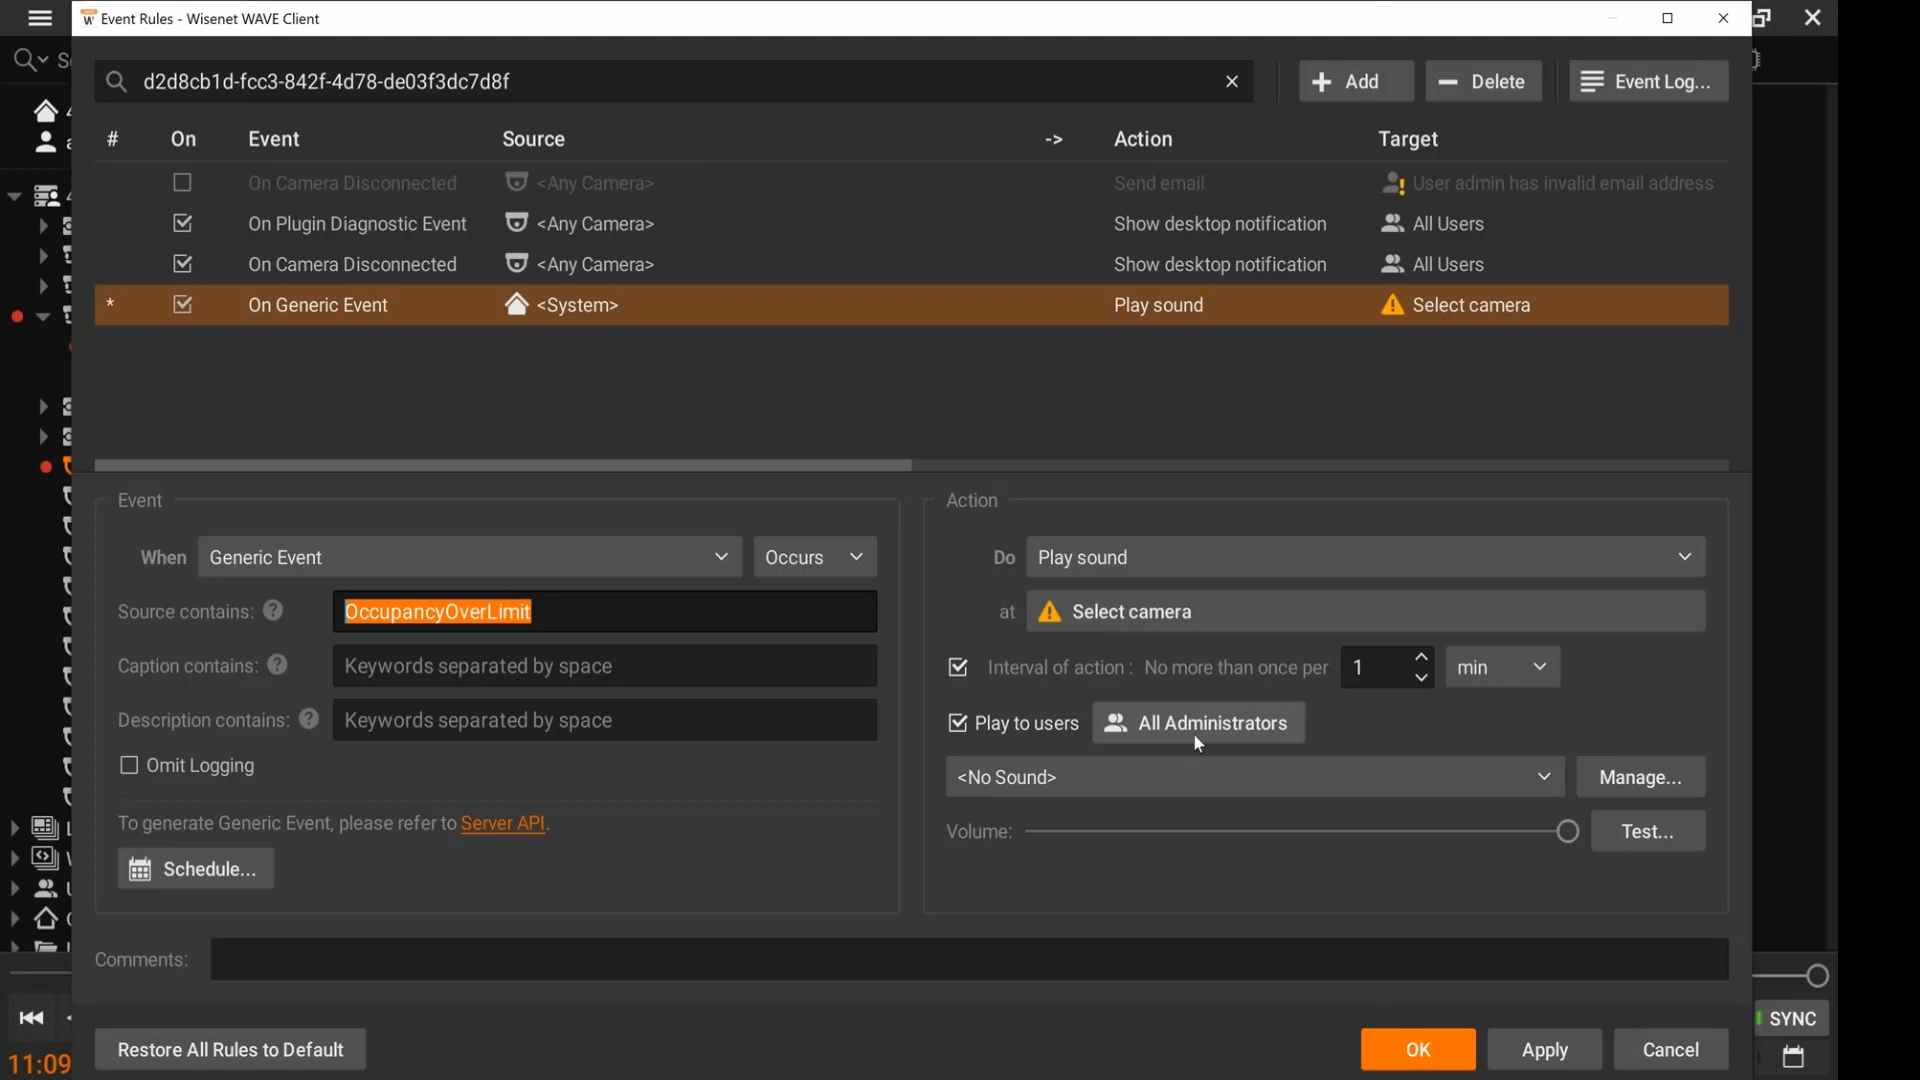 Event Rules - Wisenet WAVE Client
d2d8cb1d-fcc3-842f-4d78-de03f3dc7d8f
Add
Delete
Event Log...
# On Event Source -> Action Target
On Camera Disconnected <Any Camera> Send email User admin has invalid email address
On Plugin Diagnostic Event <Any Camera> Show desktop notification All Users
On Camera Disconnected <Any Camera> Show desktop notification All Users
* On Generic Event <System> Play sound Select camera
Event
When Generic Event Occurs
Source contains: ? OccupancyOverLimit
Caption contains: ? Keywords separated by space
Description contains: ? Keywords separated by space
Omit Logging
To generate Generic Event, please refer to Server API.
Schedule...
Action
Do Play sound
at Select camera
Interval of action : No more than once per 1 min
Play to users All Administrators
<No Sound> Manage...
Volume: Test...
Comments:
Restore All Rules to Default
OK
Apply
Cancel
SYNC
11:09